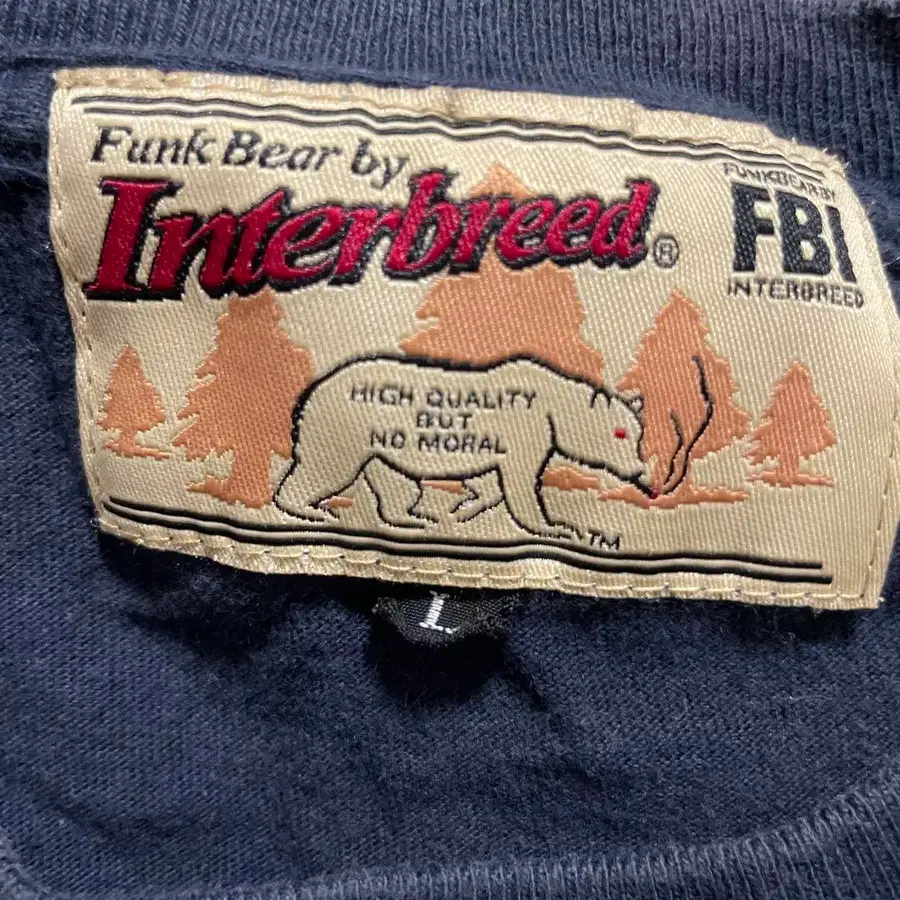 Funk Bear by
Interbreed®
FUNKBEAR BY
FBI
INTERBREED
HIGH QUALITY
BUT
NO MORAL
TM
L